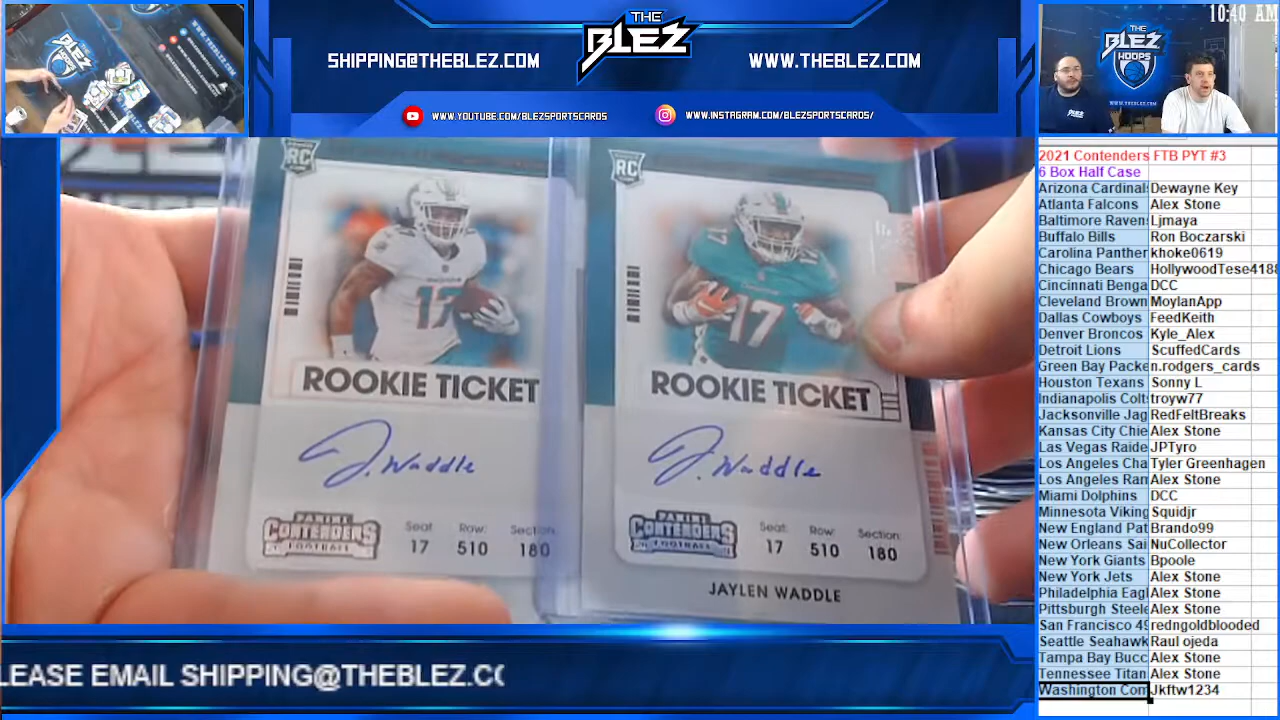 THE
BLEZ
SHIPPING@THEBLEZ.COM
WWW.THEBLEZ.COM
WWW.YOUTUBE.COM/BLEZSPORTSCARDS
WWW.INSTAGRAM.COM/BLEZSPORTSCARDS/
10:40 AM
THE
BLEZ
HOOPS
RC
RC
17
17
ROOKIE TICKET
ROOKIE TICKET
J. Waddle
J. Waddle
PANINI
CONTENDERS
FOOTBALL
Seat: Row: Section:
17 510 180
PANINI
CONTENDERS
FOOTBALL
Seat: Row: Section:
17 510 180
JAYLEN WADDLE
LEASE EMAIL SHIPPING@THEBLEZ.CO
2021 Contenders FTB PYT #3
6 Box Half Case
Arizona Cardinal Dewayne Key
Atlanta Falcons Alex Stone
Baltimore Raven Ljmaya
Buffalo Bills Ron Boczarski
Carolina Panther khoke0619
Chicago Bears HollywoodTese4188
Cincinnati Benga DCC
Cleveland Brown MoylanApp
Dallas Cowboys FeedKeith
Denver Broncos Kyle_Alex
Detroit Lions ScuffedCards
Green Bay Packe n.rodgers_cards
Houston Texans Sonny L
Indianapolis Colt troyw77
Jacksonville Jag RedFeltBreaks
Kansas City Chie Alex Stone
Las Vegas Raide JPTyro
Los Angeles Cha Tyler Greenhagen
Los Angeles Ram Alex Stone
Miami Dolphins DCC
Minnesota Viking Squidjr
New England Pat Brando99
New Orleans Sai NuCollector
New York Giants Bpoole
New York Jets Alex Stone
Philadelphia Eagl Alex Stone
Pittsburgh Steele Alex Stone
San Francisco 49 redngoldblooded
Seattle Seahawk Raul ojeda
Tampa Bay Bucc Alex Stone
Tennessee Titan Alex Stone
Washington Com Jkftw1234